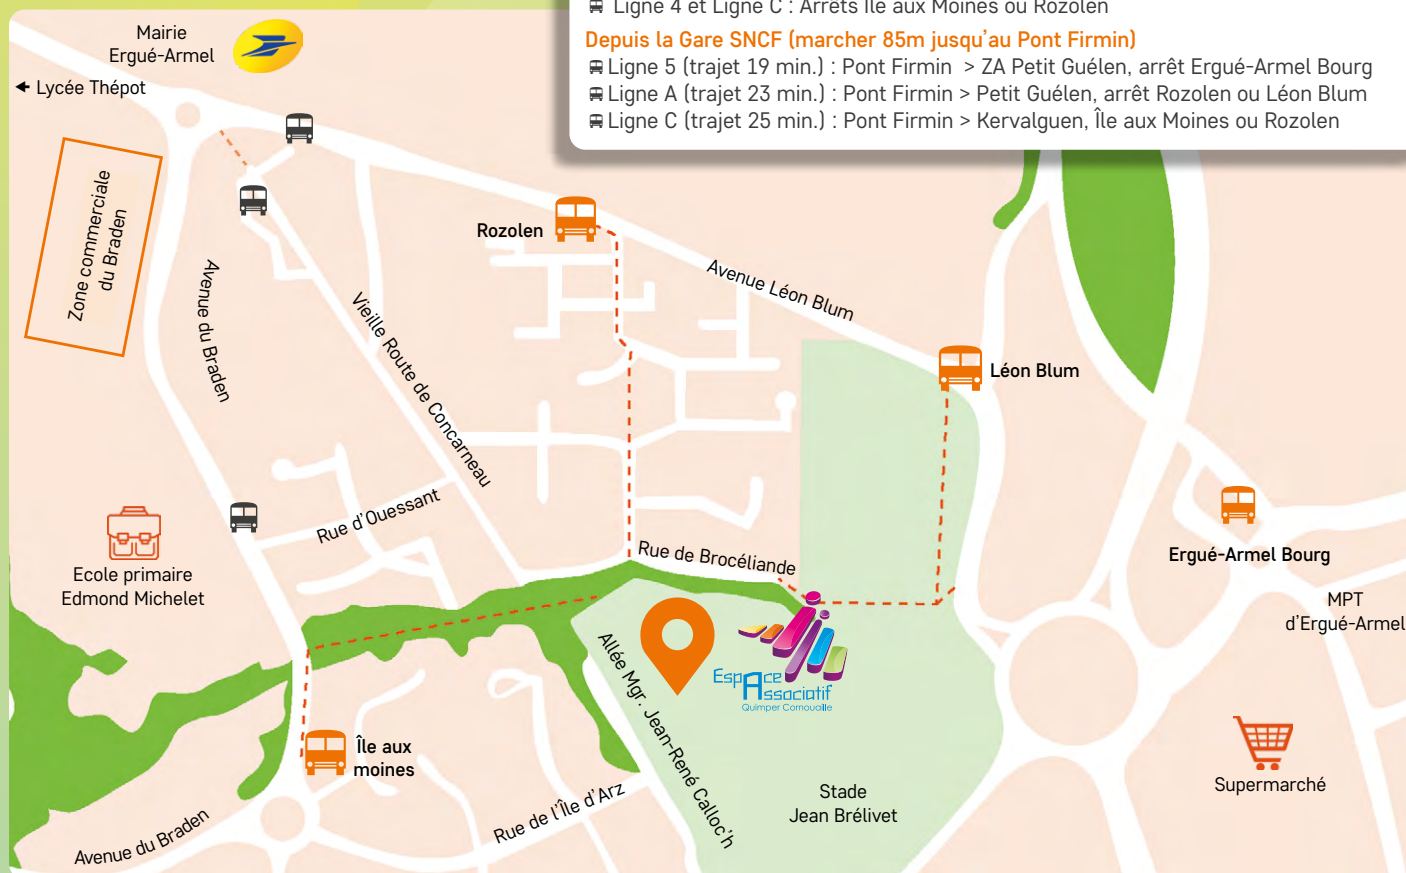 Ligne 4 et Ligne C : Arrêts Île aux Moines ou Rozolen
Depuis la Gare SNCF (marcher 85m jusqu'au Pont Firmin)
Ligne 5 (trajet 19 min.) : Pont Firmin > ZA Petit Guélen, arrêt Ergué-Armel Bourg
Ligne A (trajet 23 min.) : Pont Firmin > Petit Guélen, arrêt Rozolen ou Léon Blum
Ligne C (trajet 25 min.) : Pont Firmin > Kervalguen, Île aux Moines ou Rozolen
Mairie
Ergué-Armel
Lycée Thépot
Zone commerciale
du Braden
Avenue du Braden
Vieille Route de Concarneau
Rozolen
Avenue Léon Blum
Léon Blum
Rue d'Ouessant
Ecole primaire
Edmond Michelet
Rue de Brocéliande
Ergué-Armel Bourg
MPT
d'Ergué-Armel
Allée Mgr. Jean-René Calloc'h
Espace
Associatif
Quimper Cornouaille
Île aux
moines
Rue de l'Île d'Arz
Avenue du Braden
Stade
Jean Brélivet
Supermarché